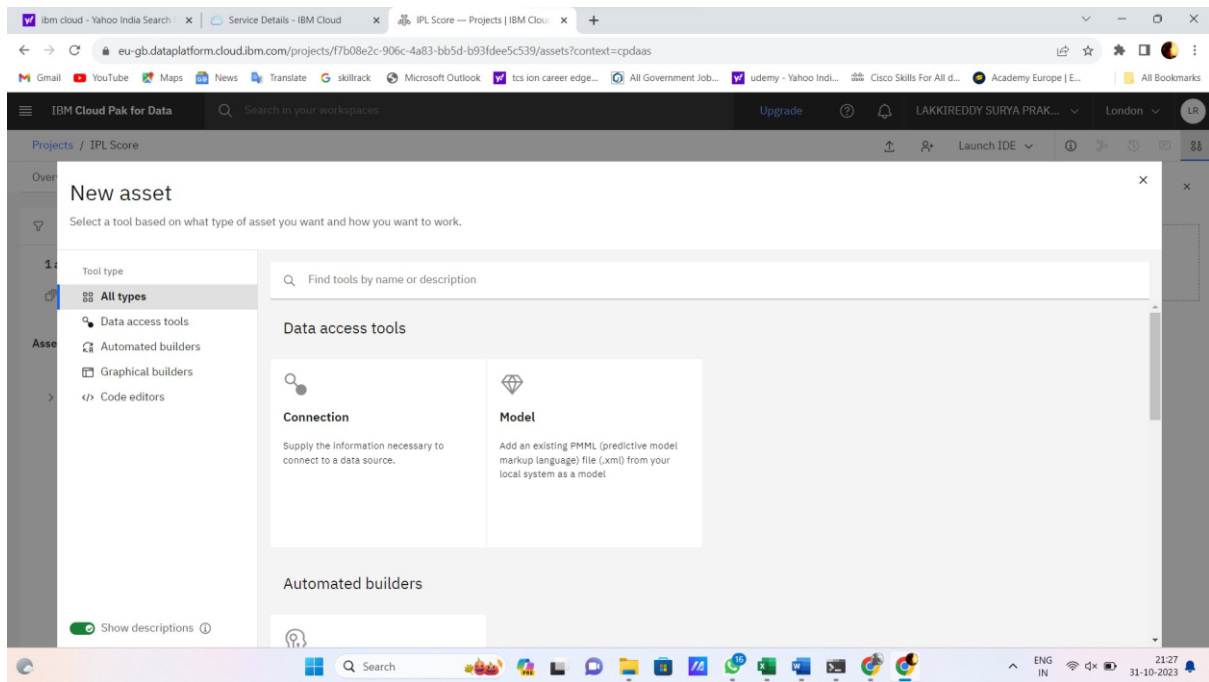 ibm cloud - Yahoo India Search
Service Details - IBM Cloud
IPL Score — Projects | IBM Clou
eu-gb.dataplatform.cloud.ibm.com/projects/f7b08e2c-906c-4a83-bb5d-b93fdee5c539/assets?context=cpdaas
Gmail YouTube Maps News Translate skillrack Microsoft Outlook tcs ion career edge... All Government Job... udemy - Yahoo Indi... Cisco Skills For All d... Academy Europe | E... All Bookmarks
IBM Cloud Pak for Data Search in your workspaces Upgrade LAKKIREDDY SURYA PRAK... London LR
Projects / IPL Score Launch IDE
Over
New asset
Select a tool based on what type of asset you want and how you want to work.
Tool type
All types
Data access tools
Automated builders
Graphical builders
Code editors
Show descriptions
1 a
Asse
Find tools by name or description
Data access tools
Connection
Supply the information necessary to
connect to a data source.
Model
Add an existing PMML (predictive model
markup language) file (.xml) from your
local system as a model
Automated builders
Search
ENG
IN
21:27
31-10-2023